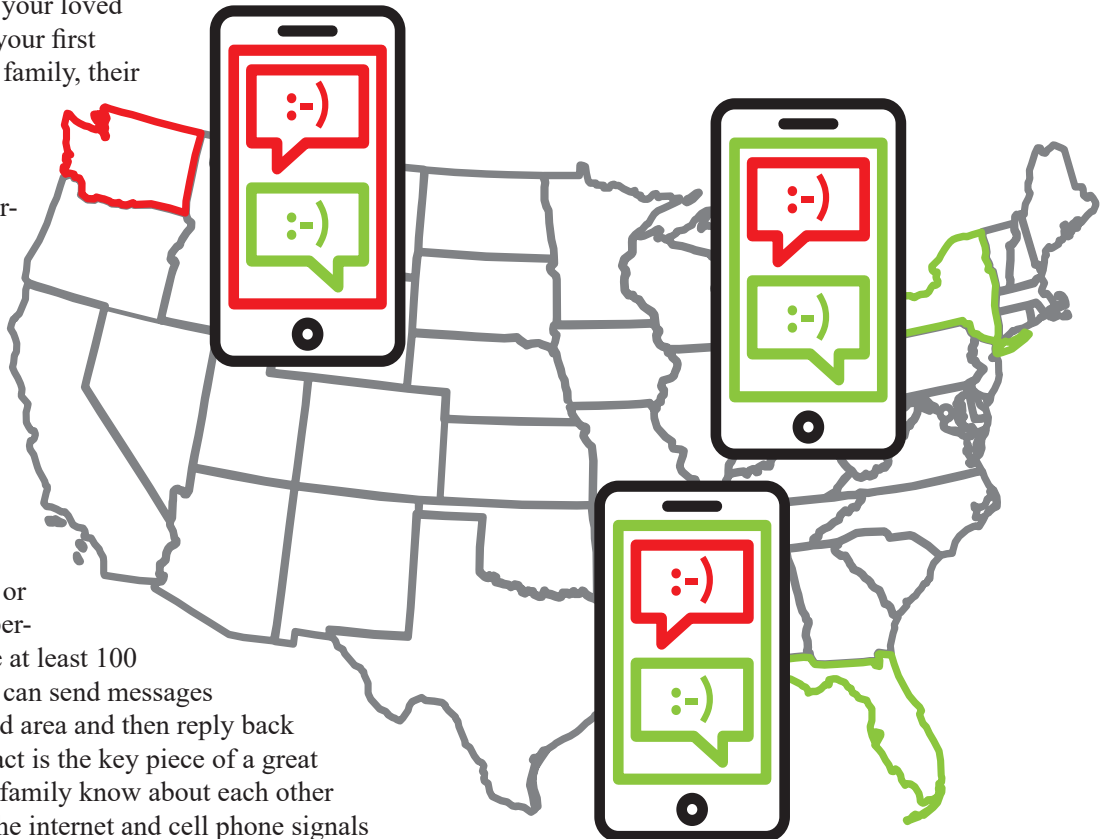 your loved
your first
family, their
:-)
:-)
r-
:-)
:-)
:-)
:-)
or
per-
e at least 100
can send messages
d area and then reply back
act is the key piece of a great
family know about each other
ne internet and cell phone signals